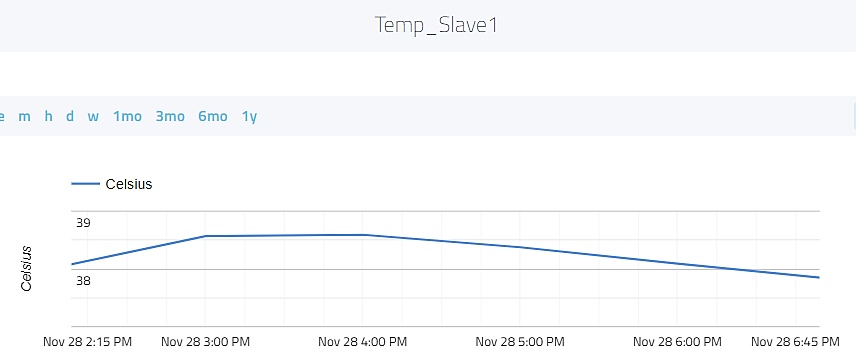 Temp_Slave1
e m h d w 1mo 3mo 6mo 1y
Celsius
39
Celsius
38
Nov 28 2:15 PM Nov 28 3:00 PM Nov 28 4:00 PM Nov 28 5:00 PM Nov 28 6:00 PM Nov 28 6:45 PM